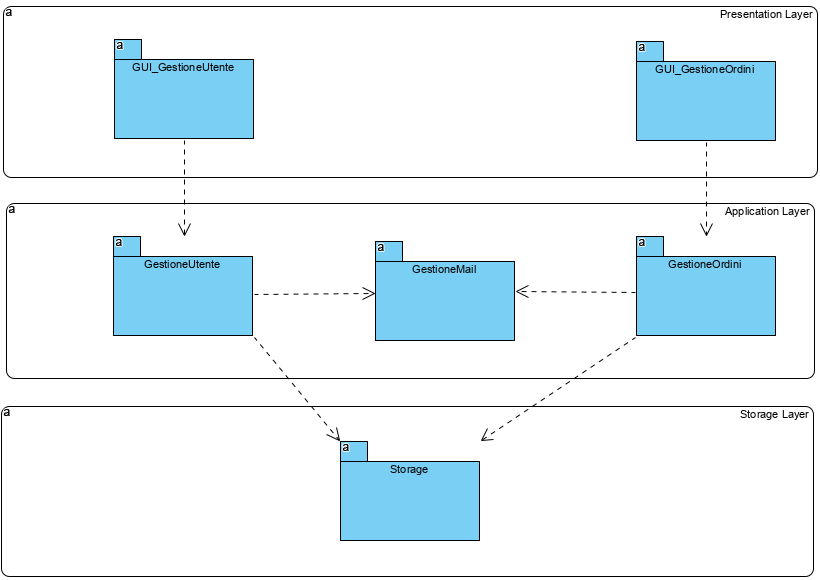 a
Presentation Layer
a
GUI_GestioneUtente
a
GUI_GestioneOrdini
a
Application Layer
a
GestioneUtente
a
GestioneMail
a
GestioneOrdini
a
Storage Layer
a
Storage